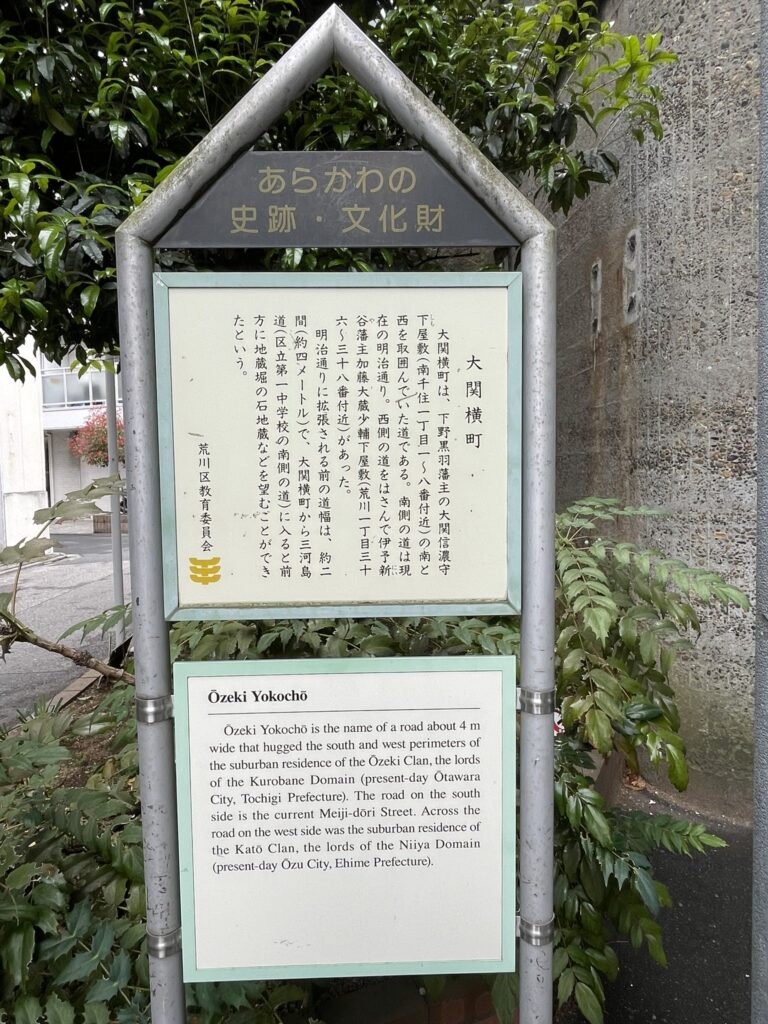 あらかわの
史跡・文化財
大関横町
大関横町は、下野黒羽藩主の大関信濃守
下屋敷(南千住一丁目一〜八番付近)の南と
西を取囲んでいた道である。南側の道は現
在の明治通り。西側の道をはさんで伊予新
谷藩主加藤大蔵少輔下屋敷(荒川一丁目三十
六〜三十八番付近)があった。
明治通りに拡張される前の道幅は、約二
間(約四メートル)で、大関横町から三河島
道(区立第一中学校の南側の道)に入ると前
方に地蔵堀の石地蔵などを望むことができ
たという。
荒川区教育委員会
Ōzeki Yokochō
Ōzeki Yokochō is the name of a road about 4 m
wide that hugged the south and west perimeters of
the suburban residence of the Ōzeki Clan, the lords
of the Kurobane Domain (present-day Ōtawara
City, Tochigi Prefecture). The road on the south
side is the current Meiji-dōri Street. Across the
road on the west side was the suburban residence of
the Katō Clan, the lords of the Niiya Domain
(present-day Ōzu City, Ehime Prefecture).